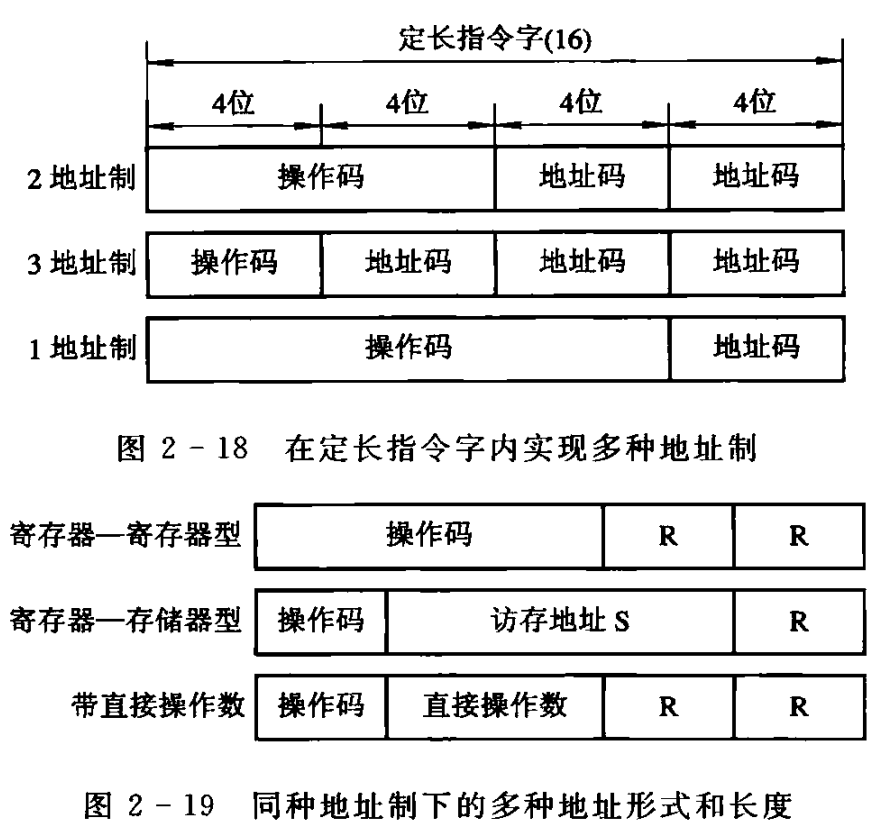 定长指令字(16)
4位 4位 4位 4位
2地址制 操作码 地址码 地址码
3地址制 操作码 地址码 地址码 地址码
1地址制 操作码 地址码
图 2-18 在定长指令字内实现多种地址制
寄存器—寄存器型 操作码 R R
寄存器—存储器型 操作码 访存地址 S R
带直接操作数 操作码 直接操作数 R R
图 2-19 同种地址制下的多种地址形式和长度